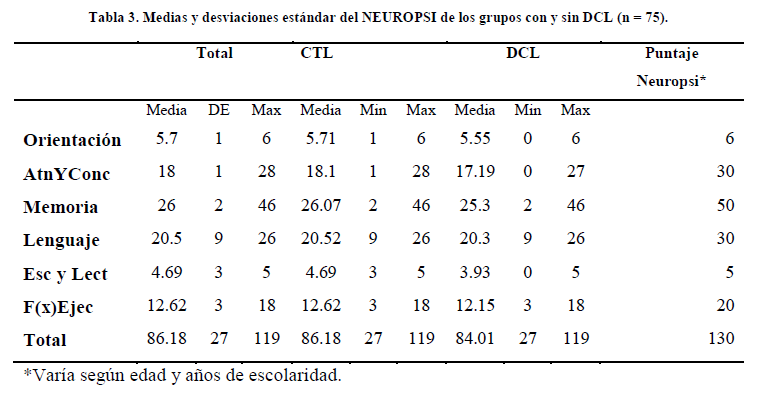 Tabla 3. Medias y desviaciones estándar del NEUROPSI de los grupos con y sin DCL (n = 75).
Total CTL DCL Puntaje
Neuropsi*
Media DE Max Media Min Max Media Min Max
Orientación 5.7 1 6 5.71 1 6 5.55 0 6 6
AtnYConc 18 1 28 18.1 1 28 17.19 0 27 30
Memoria 26 2 46 26.07 2 46 25.3 2 46 50
Lenguaje 20.5 9 26 20.52 9 26 20.3 9 26 30
Esc y Lect 4.69 3 5 4.69 3 5 3.93 0 5 5
F(x)Ejec 12.62 3 18 12.62 3 18 12.15 3 18 20
Total 86.18 27 119 86.18 27 119 84.01 27 119 130
*Varía según edad y años de escolaridad.